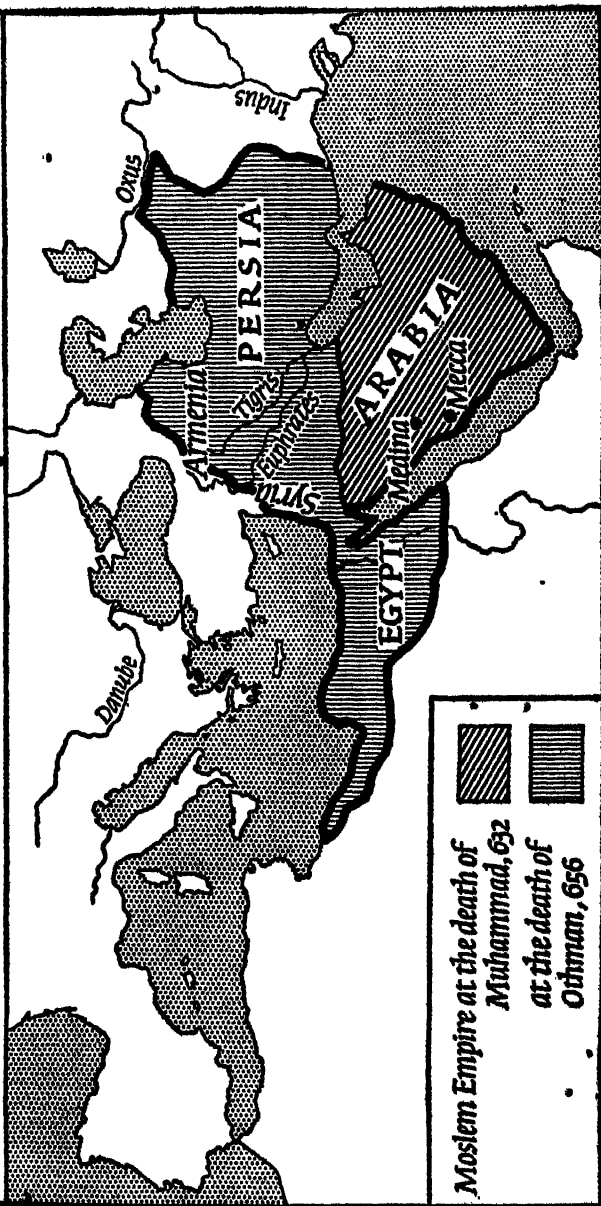 Danube
Oxus
Indus
Armenia
PERSIA
Tigris
Euphrates
Syria
ARABIA
Medina
Mecca
EGYPT
Moslem Empire at the death of
Muhammad, 632
at the death of
Othman, 656